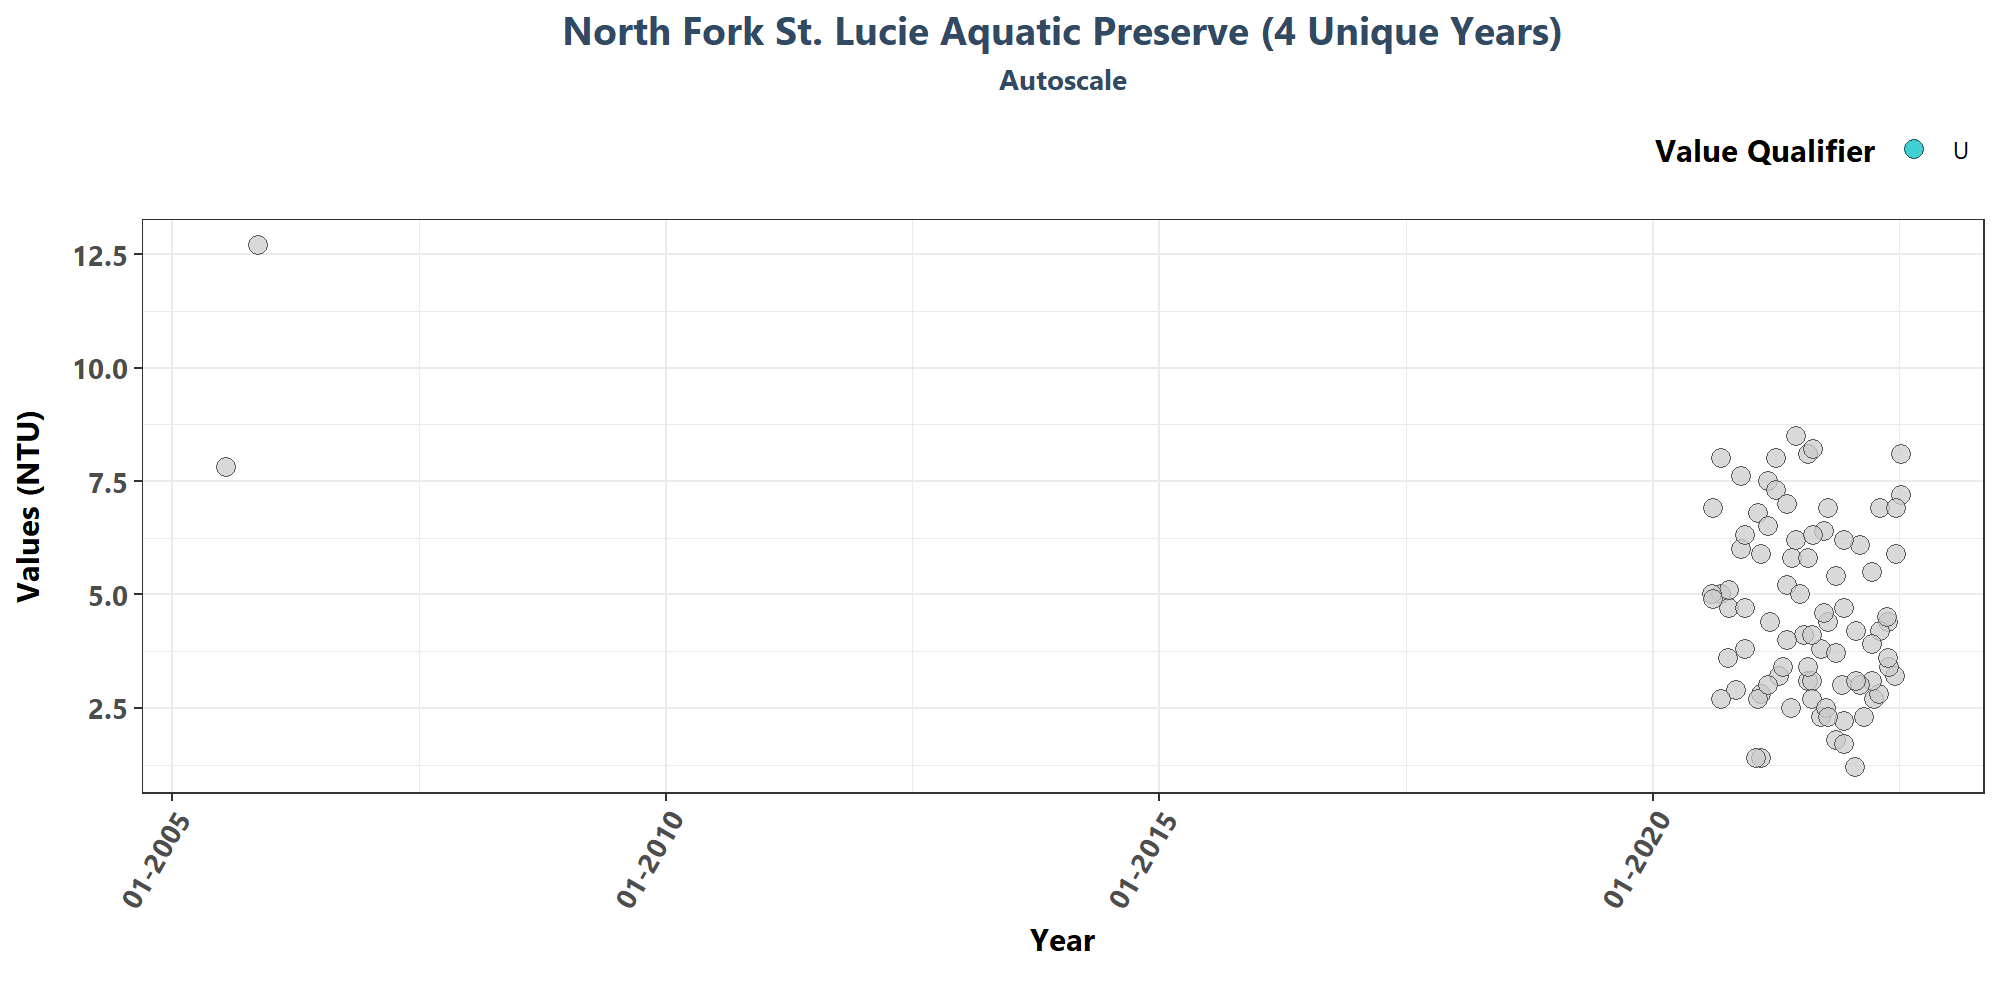 North Fork St. Lucie Aquatic Preserve (4 Unique Years)
Autoscale
Value Qualifier U
12.5
10.0
7.5
5.0
2.5
Values (NTU)
01-2005
01-2010
01-2015
01-2020
Year